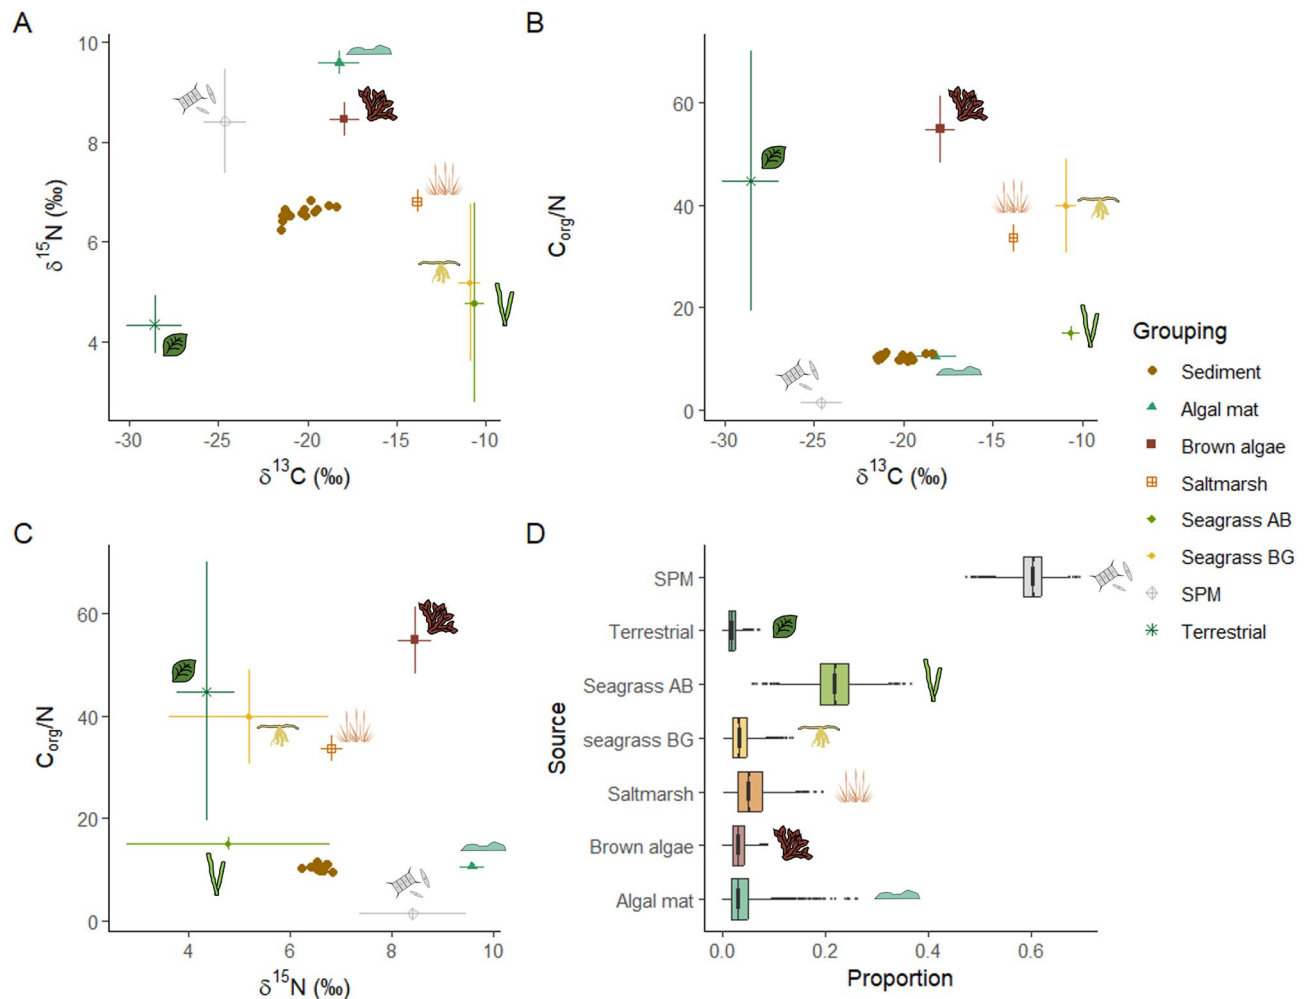 A
10
8
6
4
δ15N (‰)
-30 -25 -20 -15 -10
δ13C (‰)
B
60
40
20
0
Corg/N
-30 -25 -20 -15 -10
δ13C (‰)
Grouping
Sediment
Algal mat
Brown algae
Saltmarsh
Seagrass AB
Seagrass BG
SPM
Terrestrial
C
60
40
20
0
Corg/N
4 6 8 10
δ15N (‰)
D
Source
SPM
Terrestrial
Seagrass AB
seagrass BG
Saltmarsh
Brown algae
Algal mat
0.0 0.2 0.4 0.6
Proportion